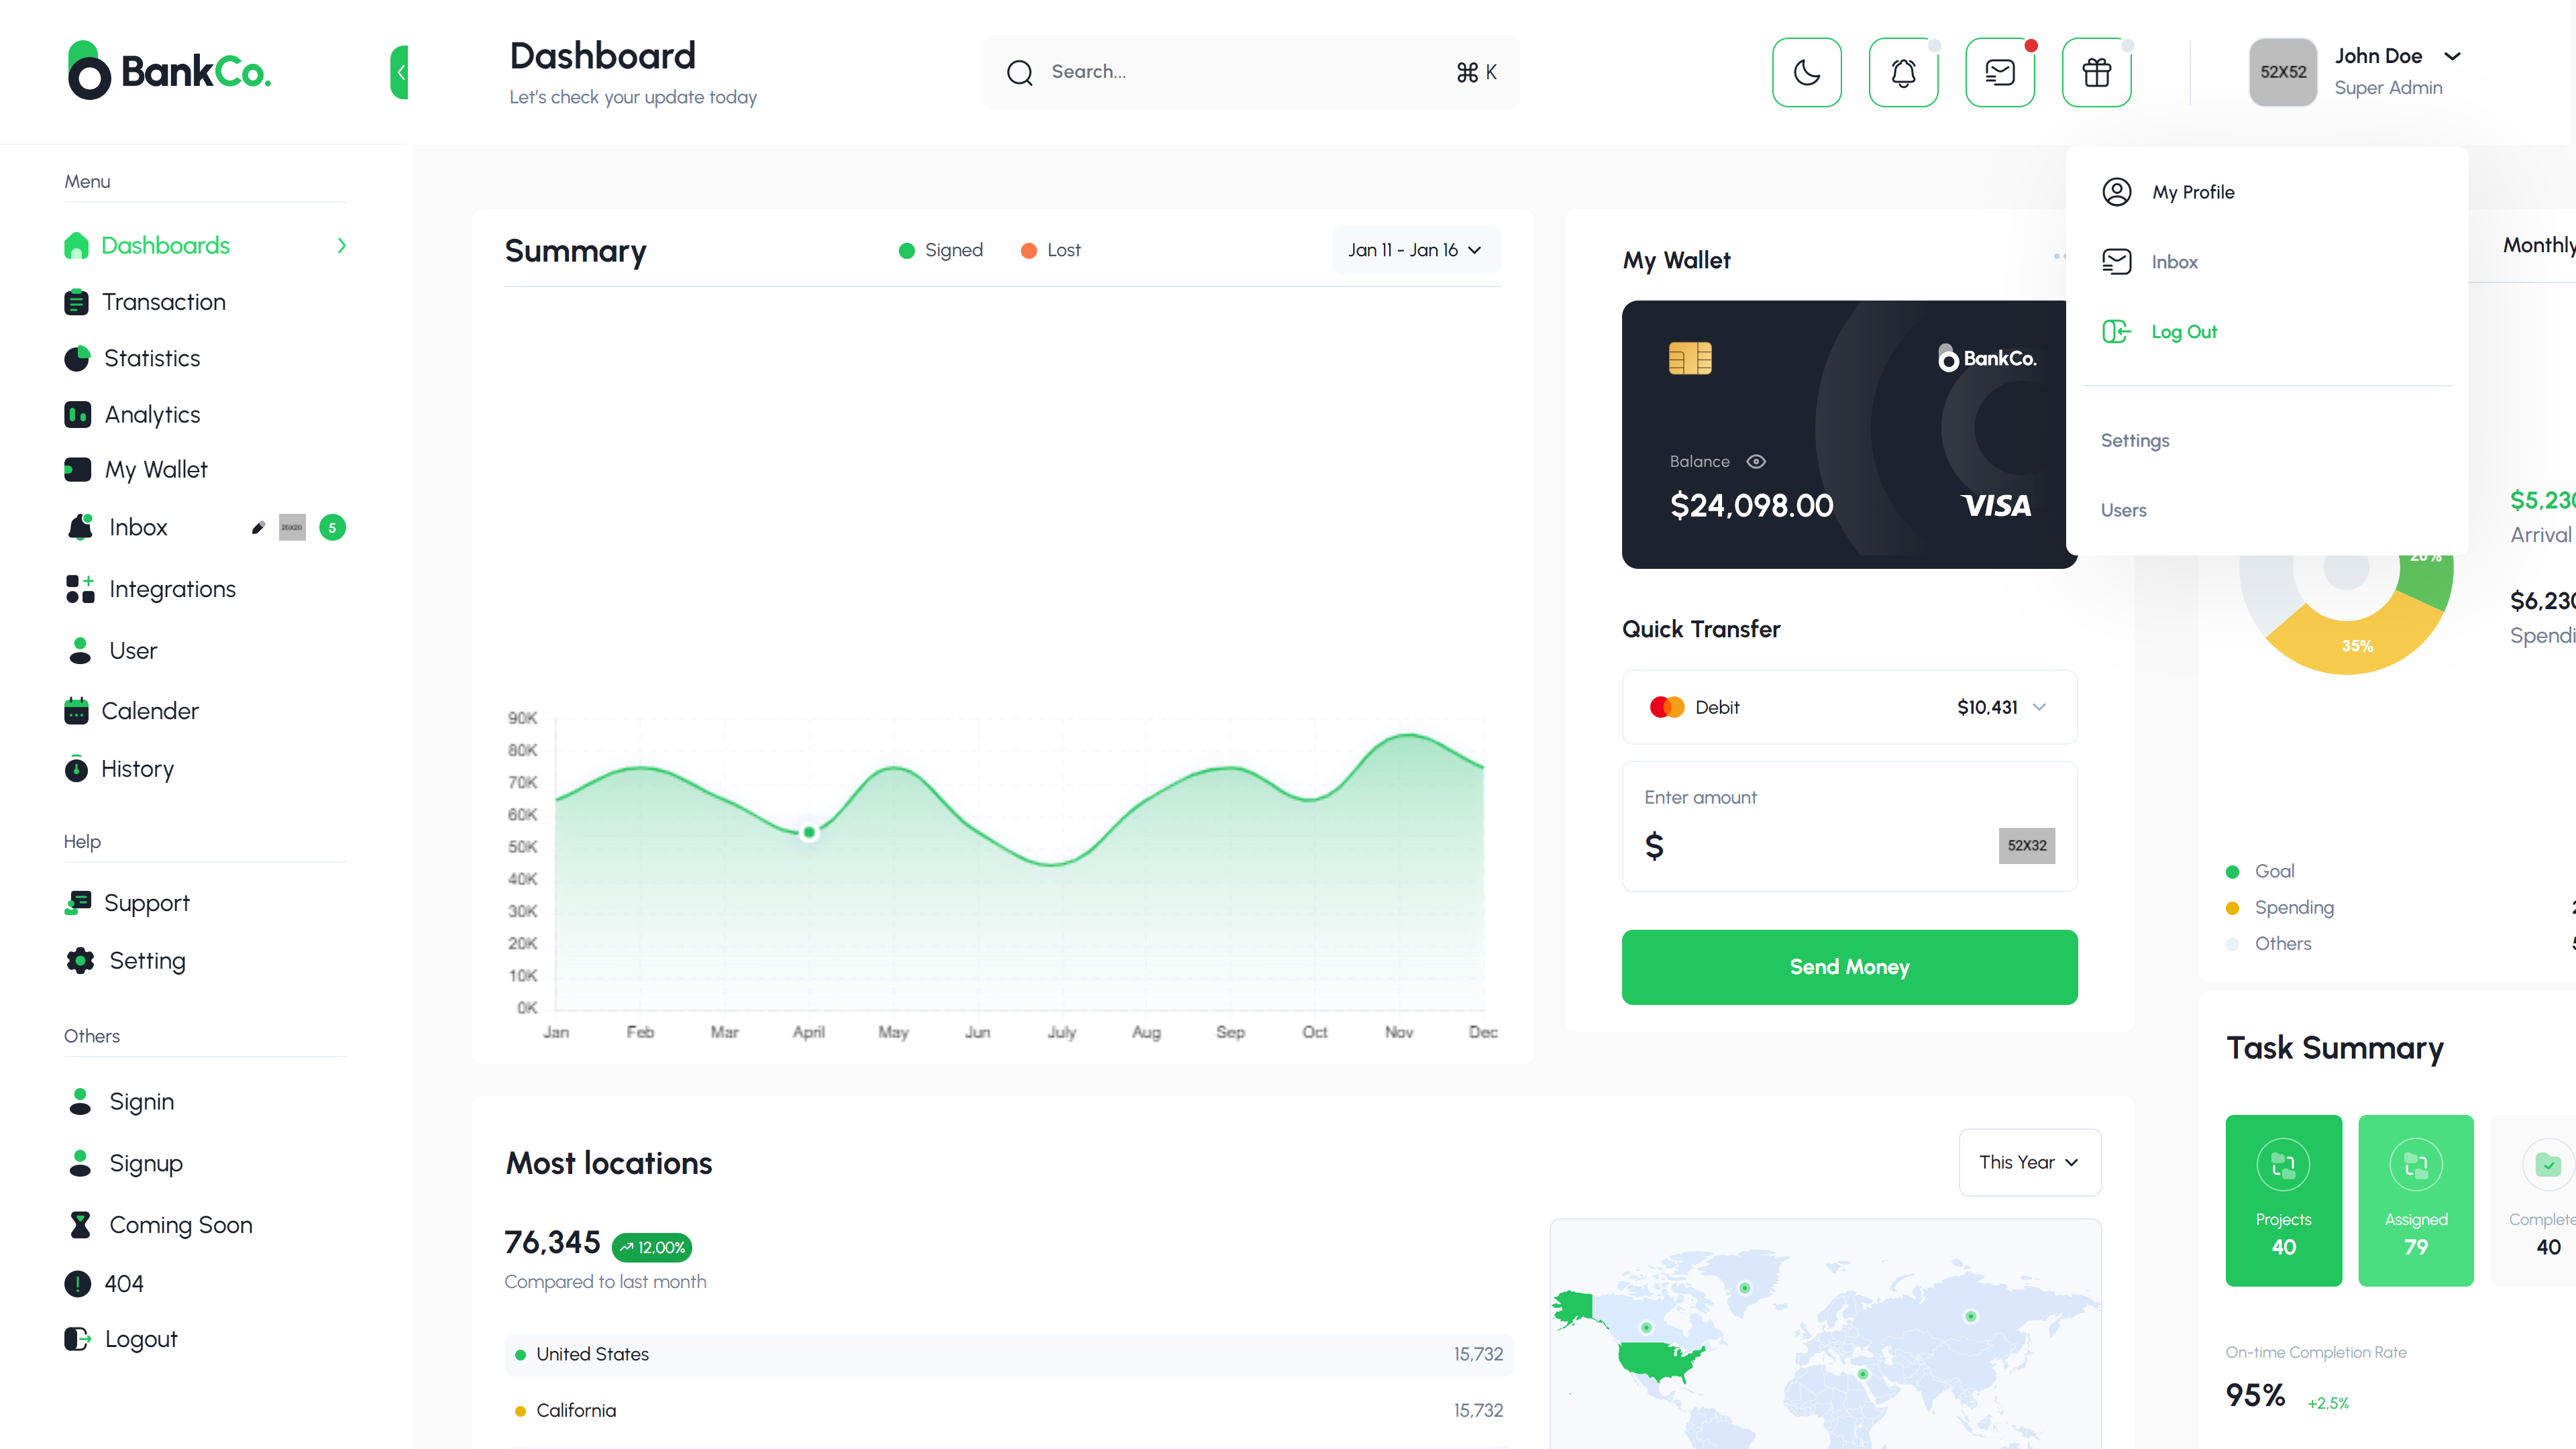 BankCo.
Dashboard
Let's check your update today
Search...
⌘ K
52X52
John Doe
Super Admin
Menu
Dashboards
Transaction
Statistics
Analytics
My Wallet
Inbox
20X20
5
Integrations
User
Calender
History
Help
Support
Setting
Others
Signin
Signup
Coming Soon
404
Logout
Summary
Signed
Lost
Jan 11 - Jan 16
90K
80K
70K
60K
50K
40K
30K
20K
10K
0K
Jan Feb Mar April May Jun July Aug Sep Oct Nov Dec
My Wallet
BankCo.
Balance
$24,098.00
VISA
Quick Transfer
Debit
$10,431
Enter amount
$
52X32
Send Money
My Profile
Inbox
Log Out
Settings
Users
Monthly
$5,230
Arrival
$6,230
Spendi
20%
35%
Goal
Spending
Others
Task Summary
Projects
40
Assigned
79
Complete
40
On-time Completion Rate
95%
+2,5%
Most locations
This Year
76,345
12,00%
Compared to last month
United States
15,732
California
15,732